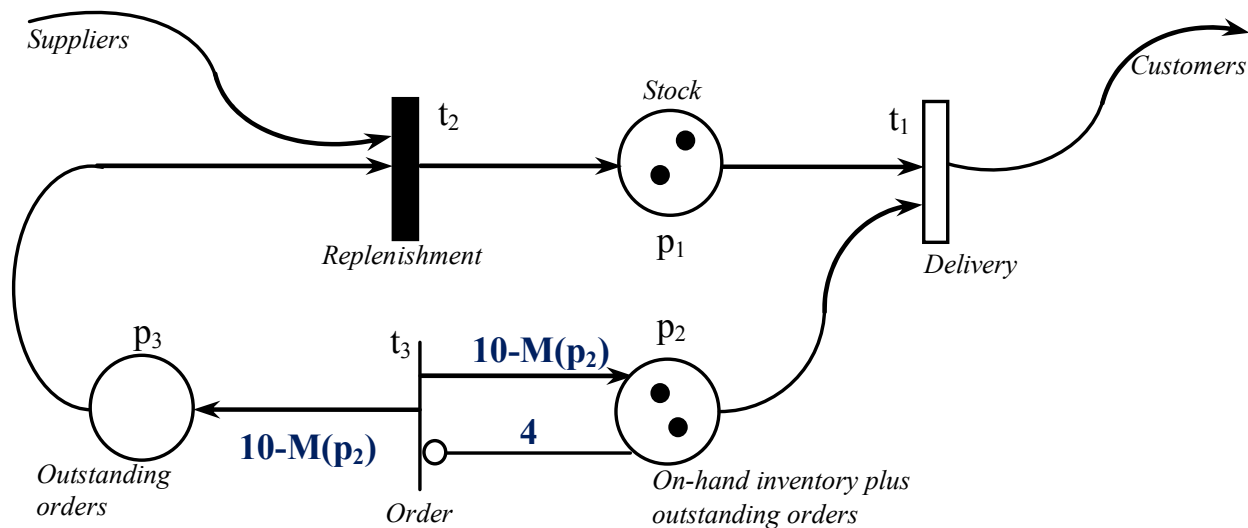 Suppliers
Customers
Stock
t₂
t₁
Replenishment
p₁
Delivery
p₃
t₃
10-M(p₂)
p₂
4
10-M(p₂)
Outstanding
orders
Order
On-hand inventory plus
outstanding orders